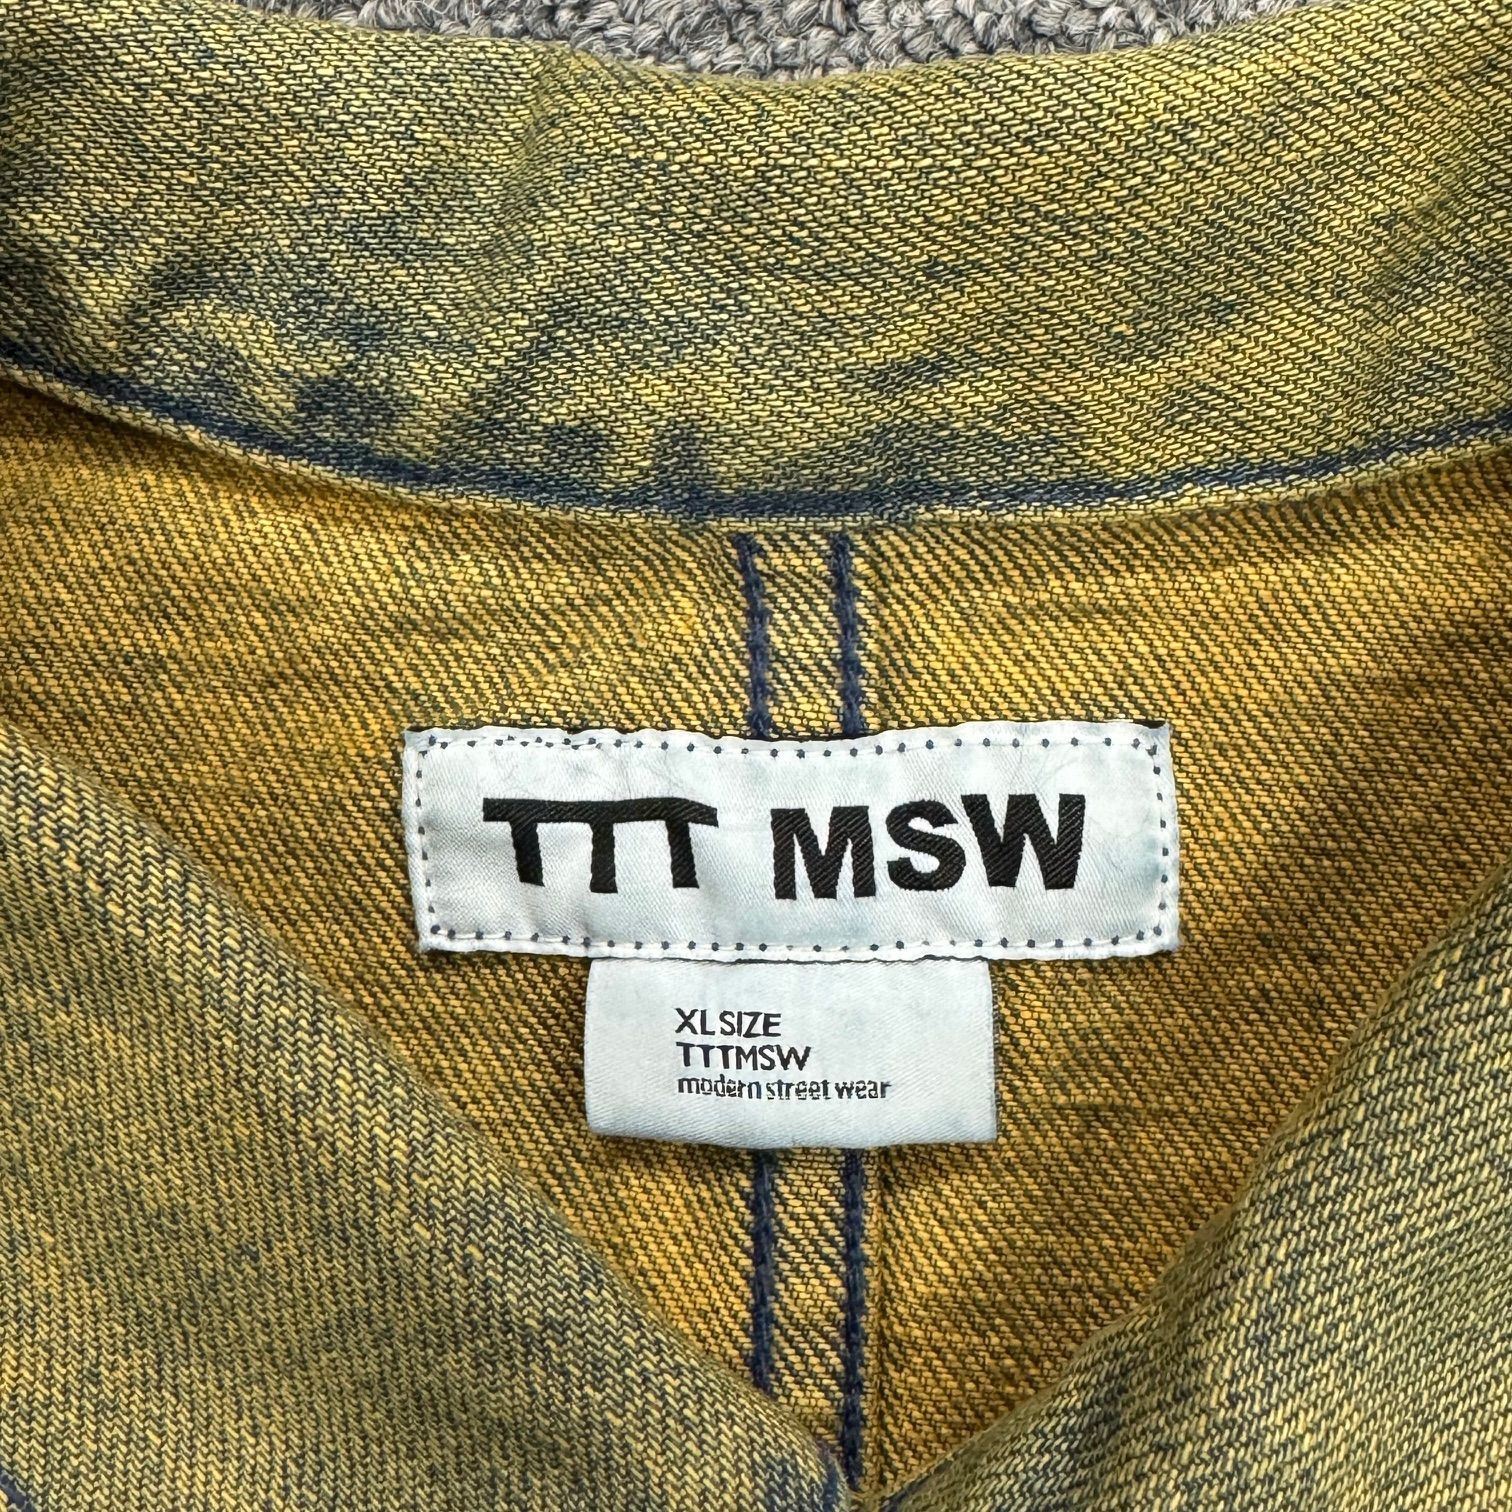 TTT MSW
XL SIZE
TTTMSW
modern street wear